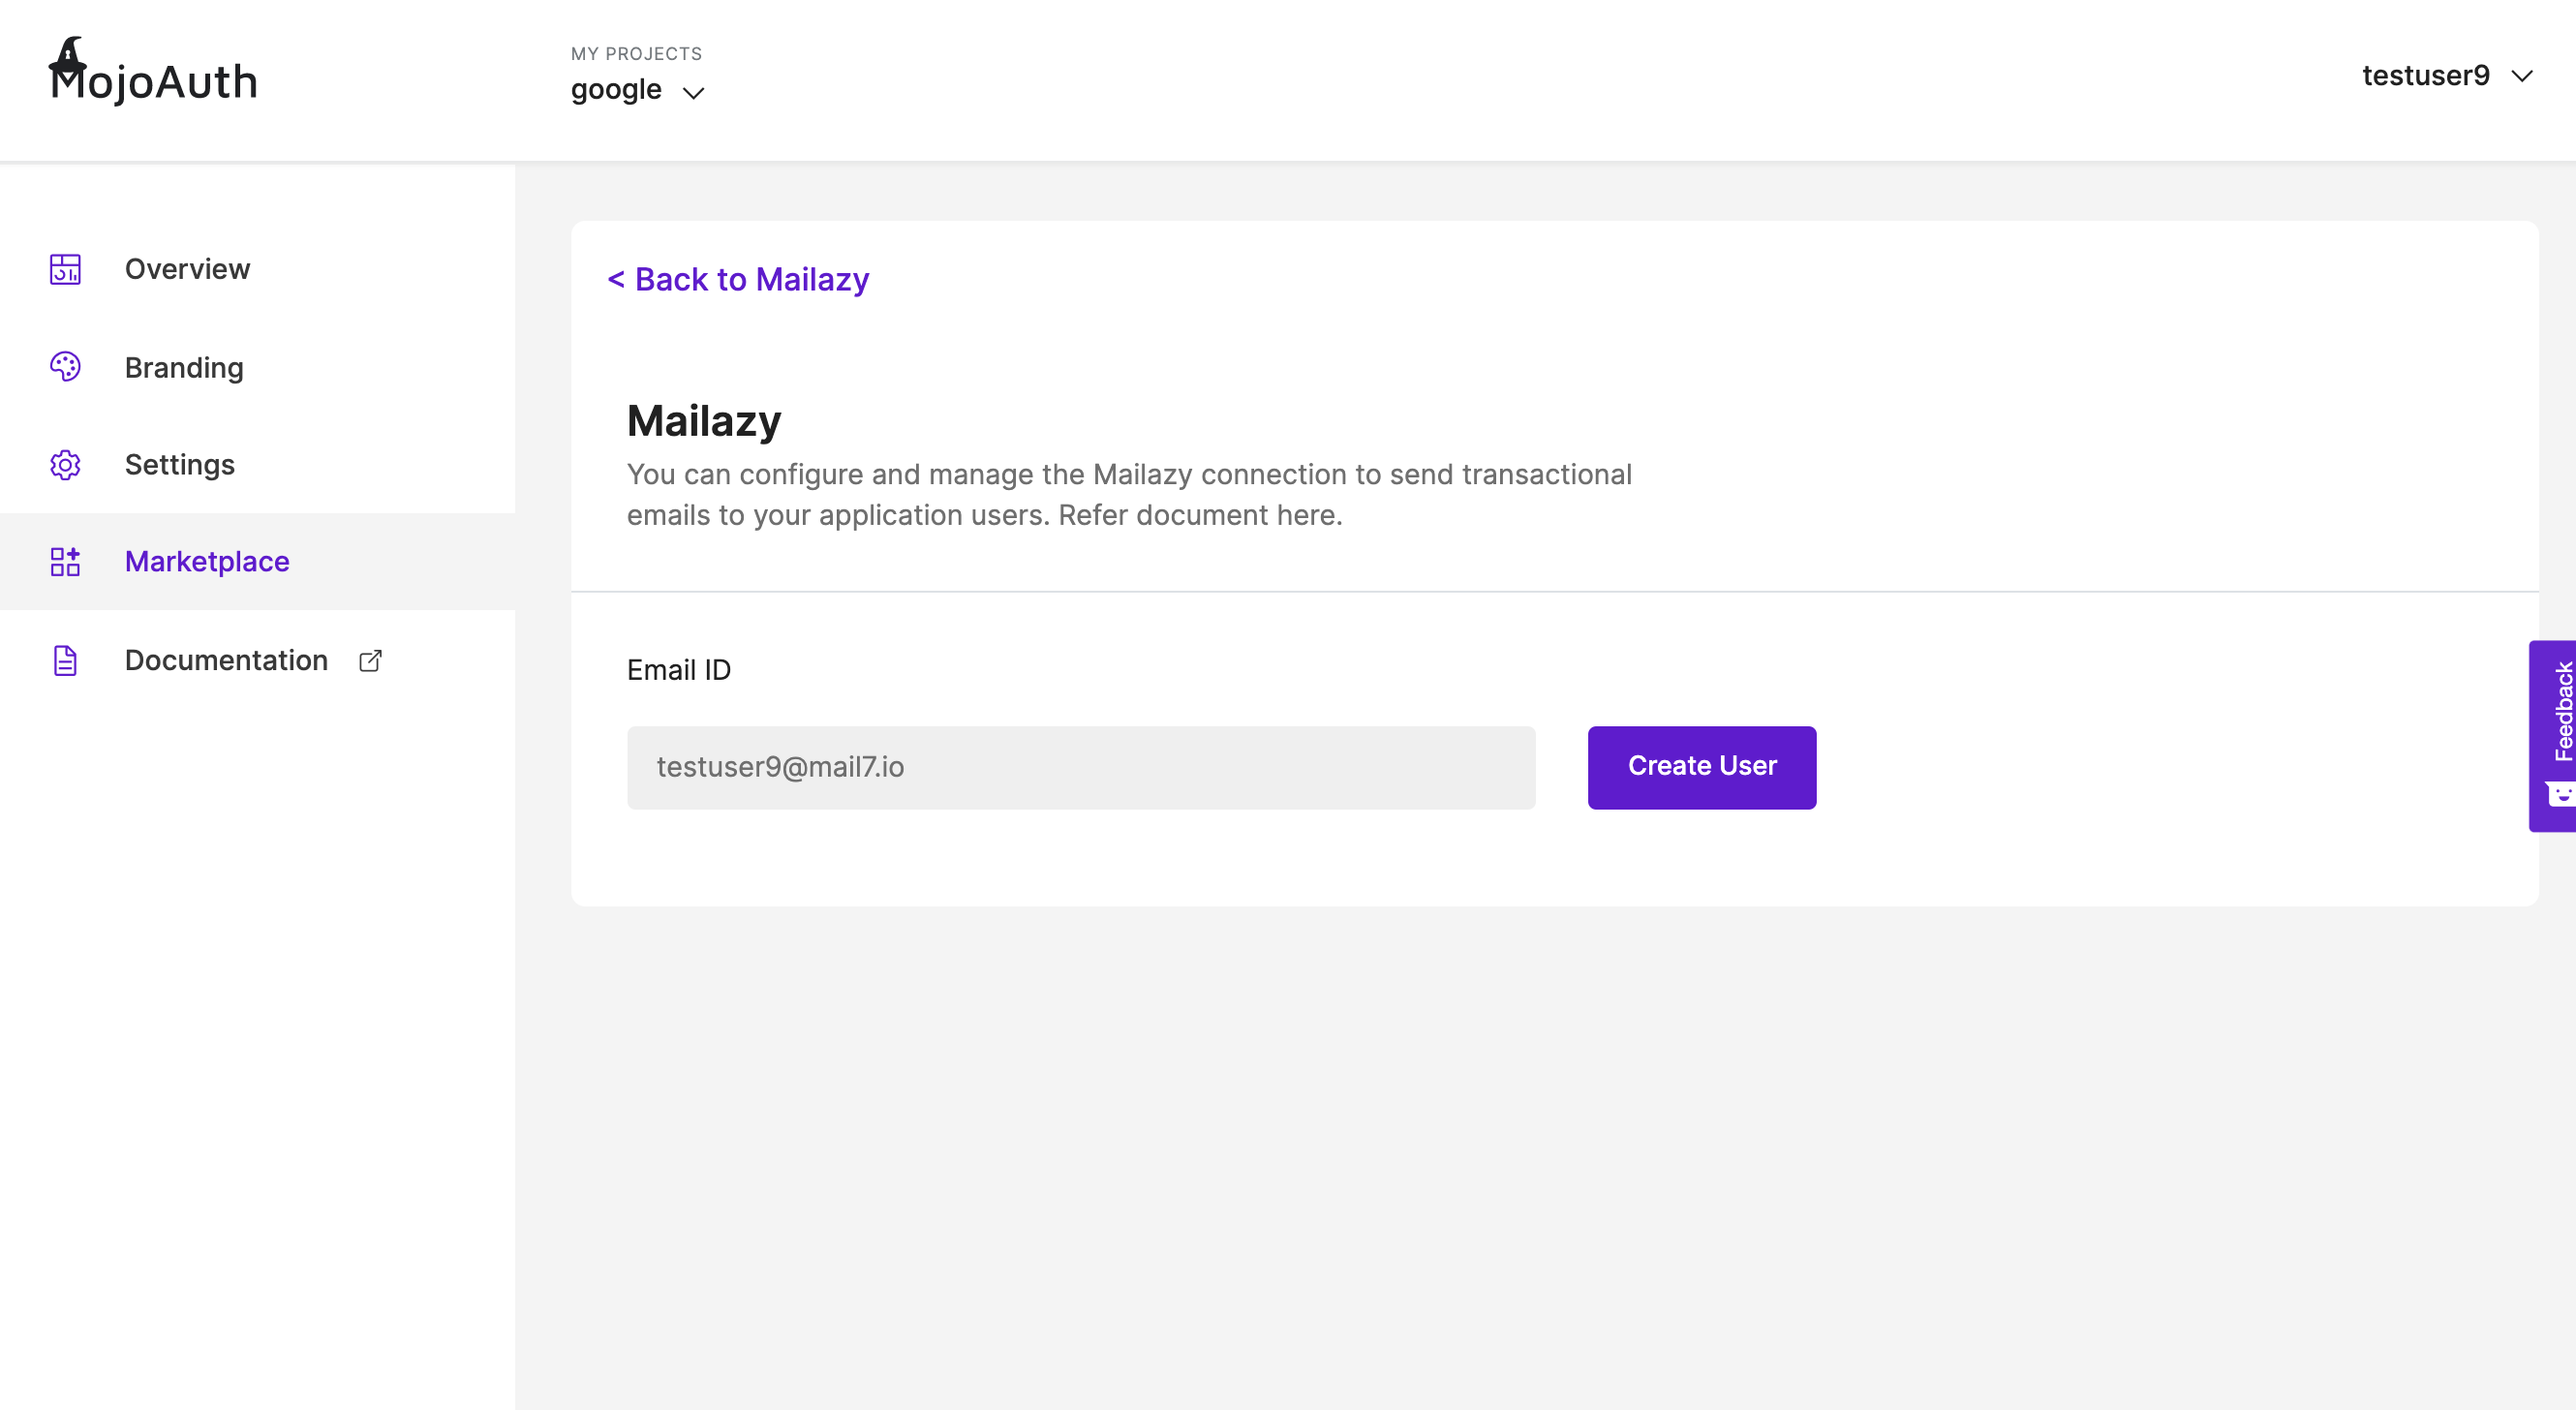 MojoAuth
MY PROJECTS
google
testuser9
Overview
Branding
Settings
Marketplace
Documentation
< Back to Mailazy
Mailazy
You can configure and manage the Mailazy connection to send transactional
emails to your application users. Refer document here.
Email ID
testuser9@mail7.io
Create User
Feedback